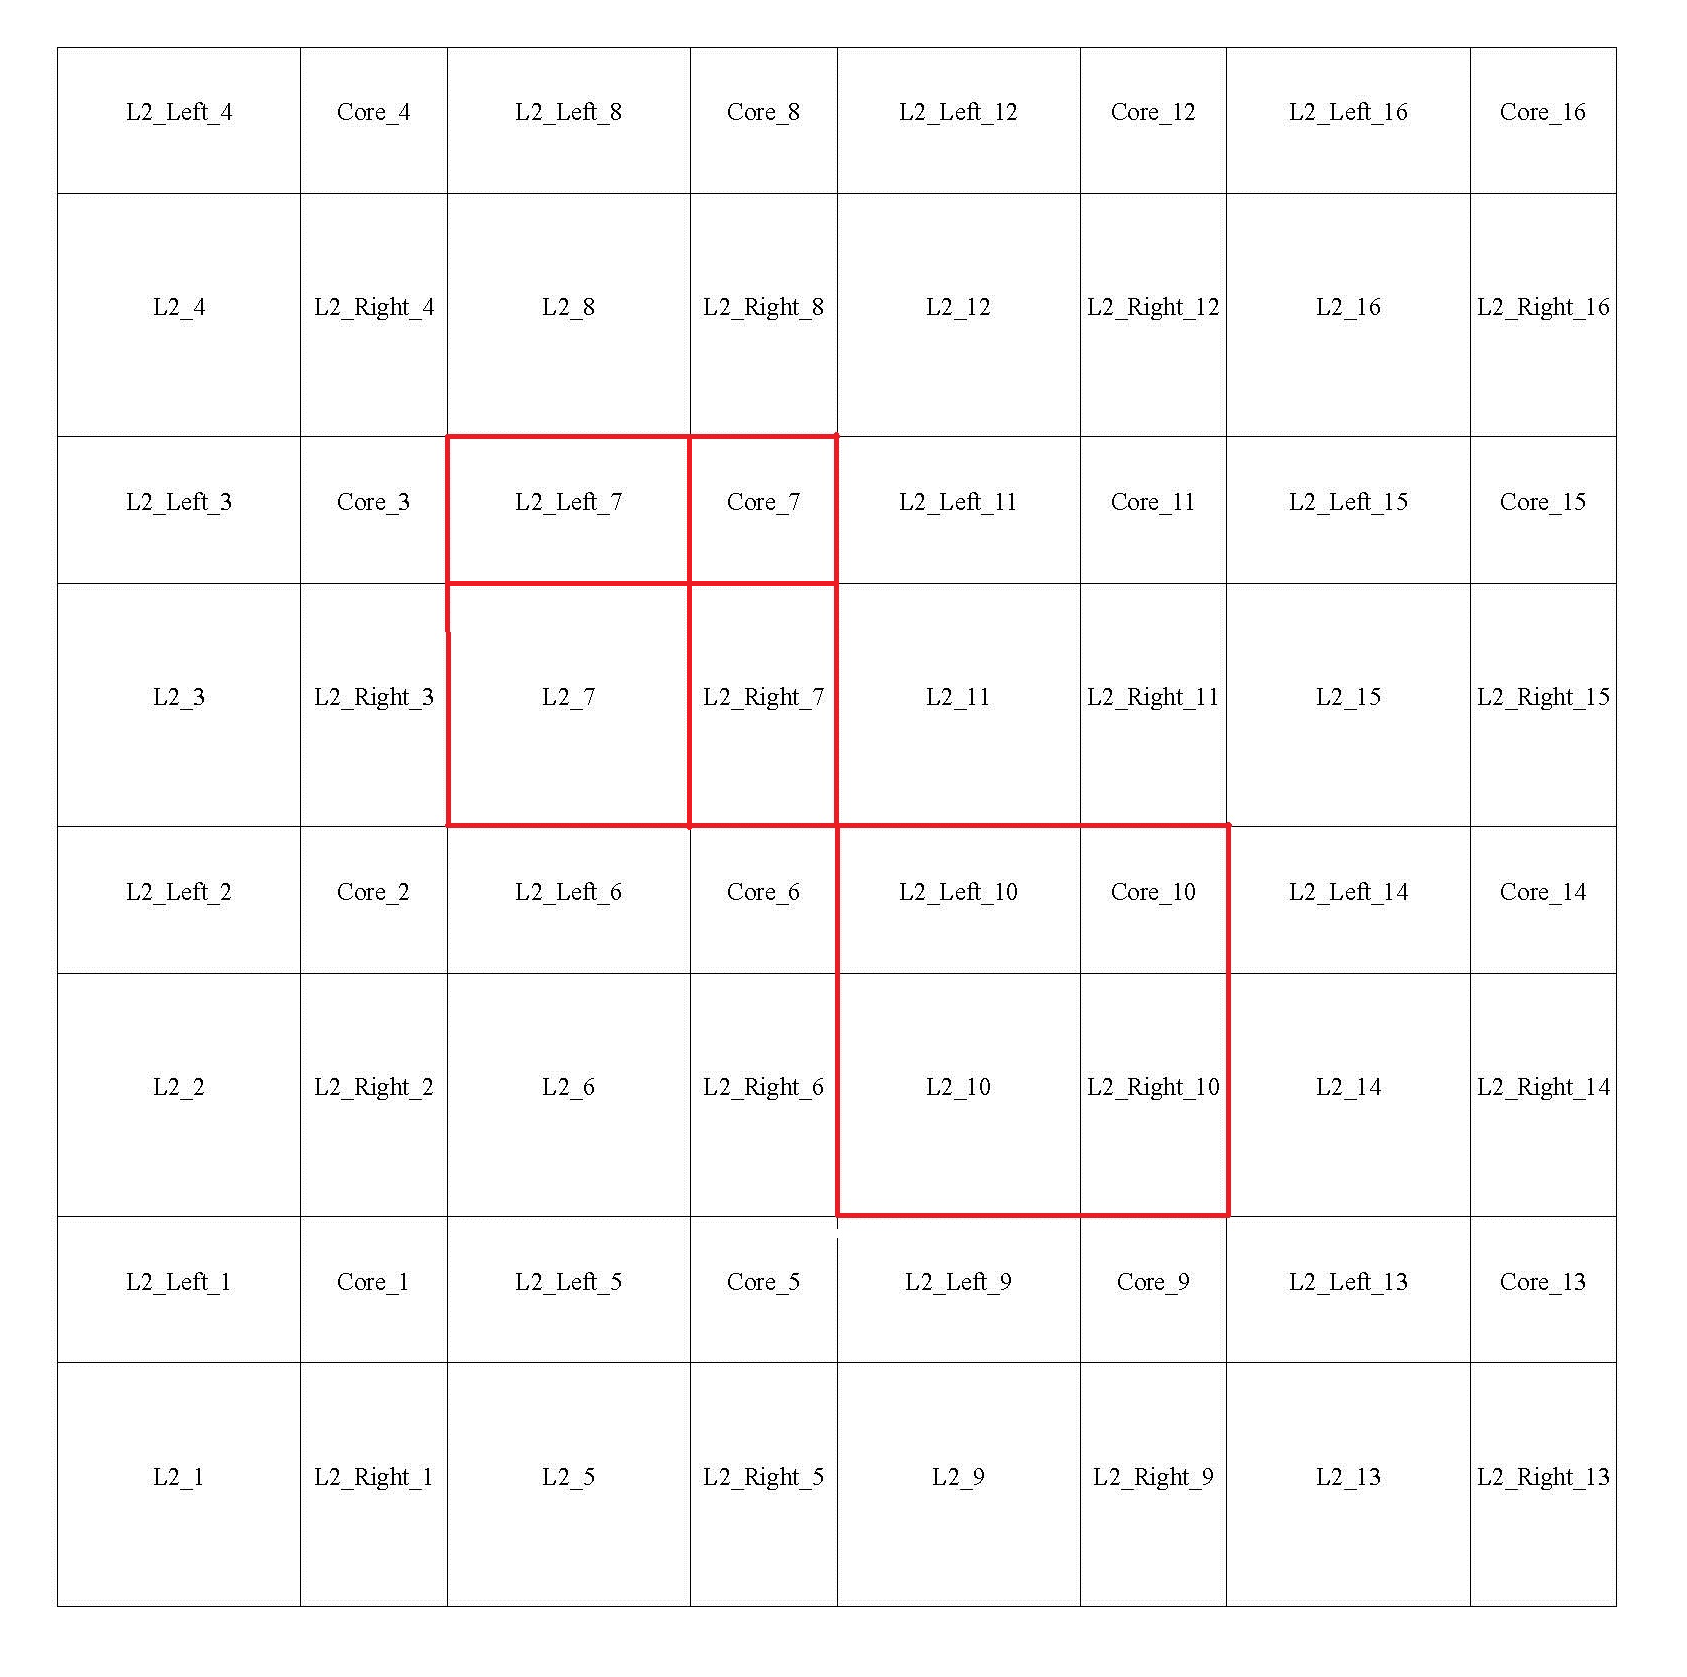 L2_Left_4 Core_4 L2_Left_8 Core_8 L2_Left_12 Core_12 L2_Left_16 Core_16
L2_4 L2_Right_4 L2_8 L2_Right_8 L2_12 L2_Right_12 L2_16 L2_Right_16
L2_Left_3 Core_3 L2_Left_7 Core_7 L2_Left_11 Core_11 L2_Left_15 Core_15
L2_3 L2_Right_3 L2_7 L2_Right_7 L2_11 L2_Right_11 L2_15 L2_Right_15
L2_Left_2 Core_2 L2_Left_6 Core_6 L2_Left_10 Core_10 L2_Left_14 Core_14
L2_2 L2_Right_2 L2_6 L2_Right_6 L2_10 L2_Right_10 L2_14 L2_Right_14
L2_Left_1 Core_1 L2_Left_5 Core_5 L2_Left_9 Core_9 L2_Left_13 Core_13
L2_1 L2_Right_1 L2_5 L2_Right_5 L2_9 L2_Right_9 L2_13 L2_Right_13